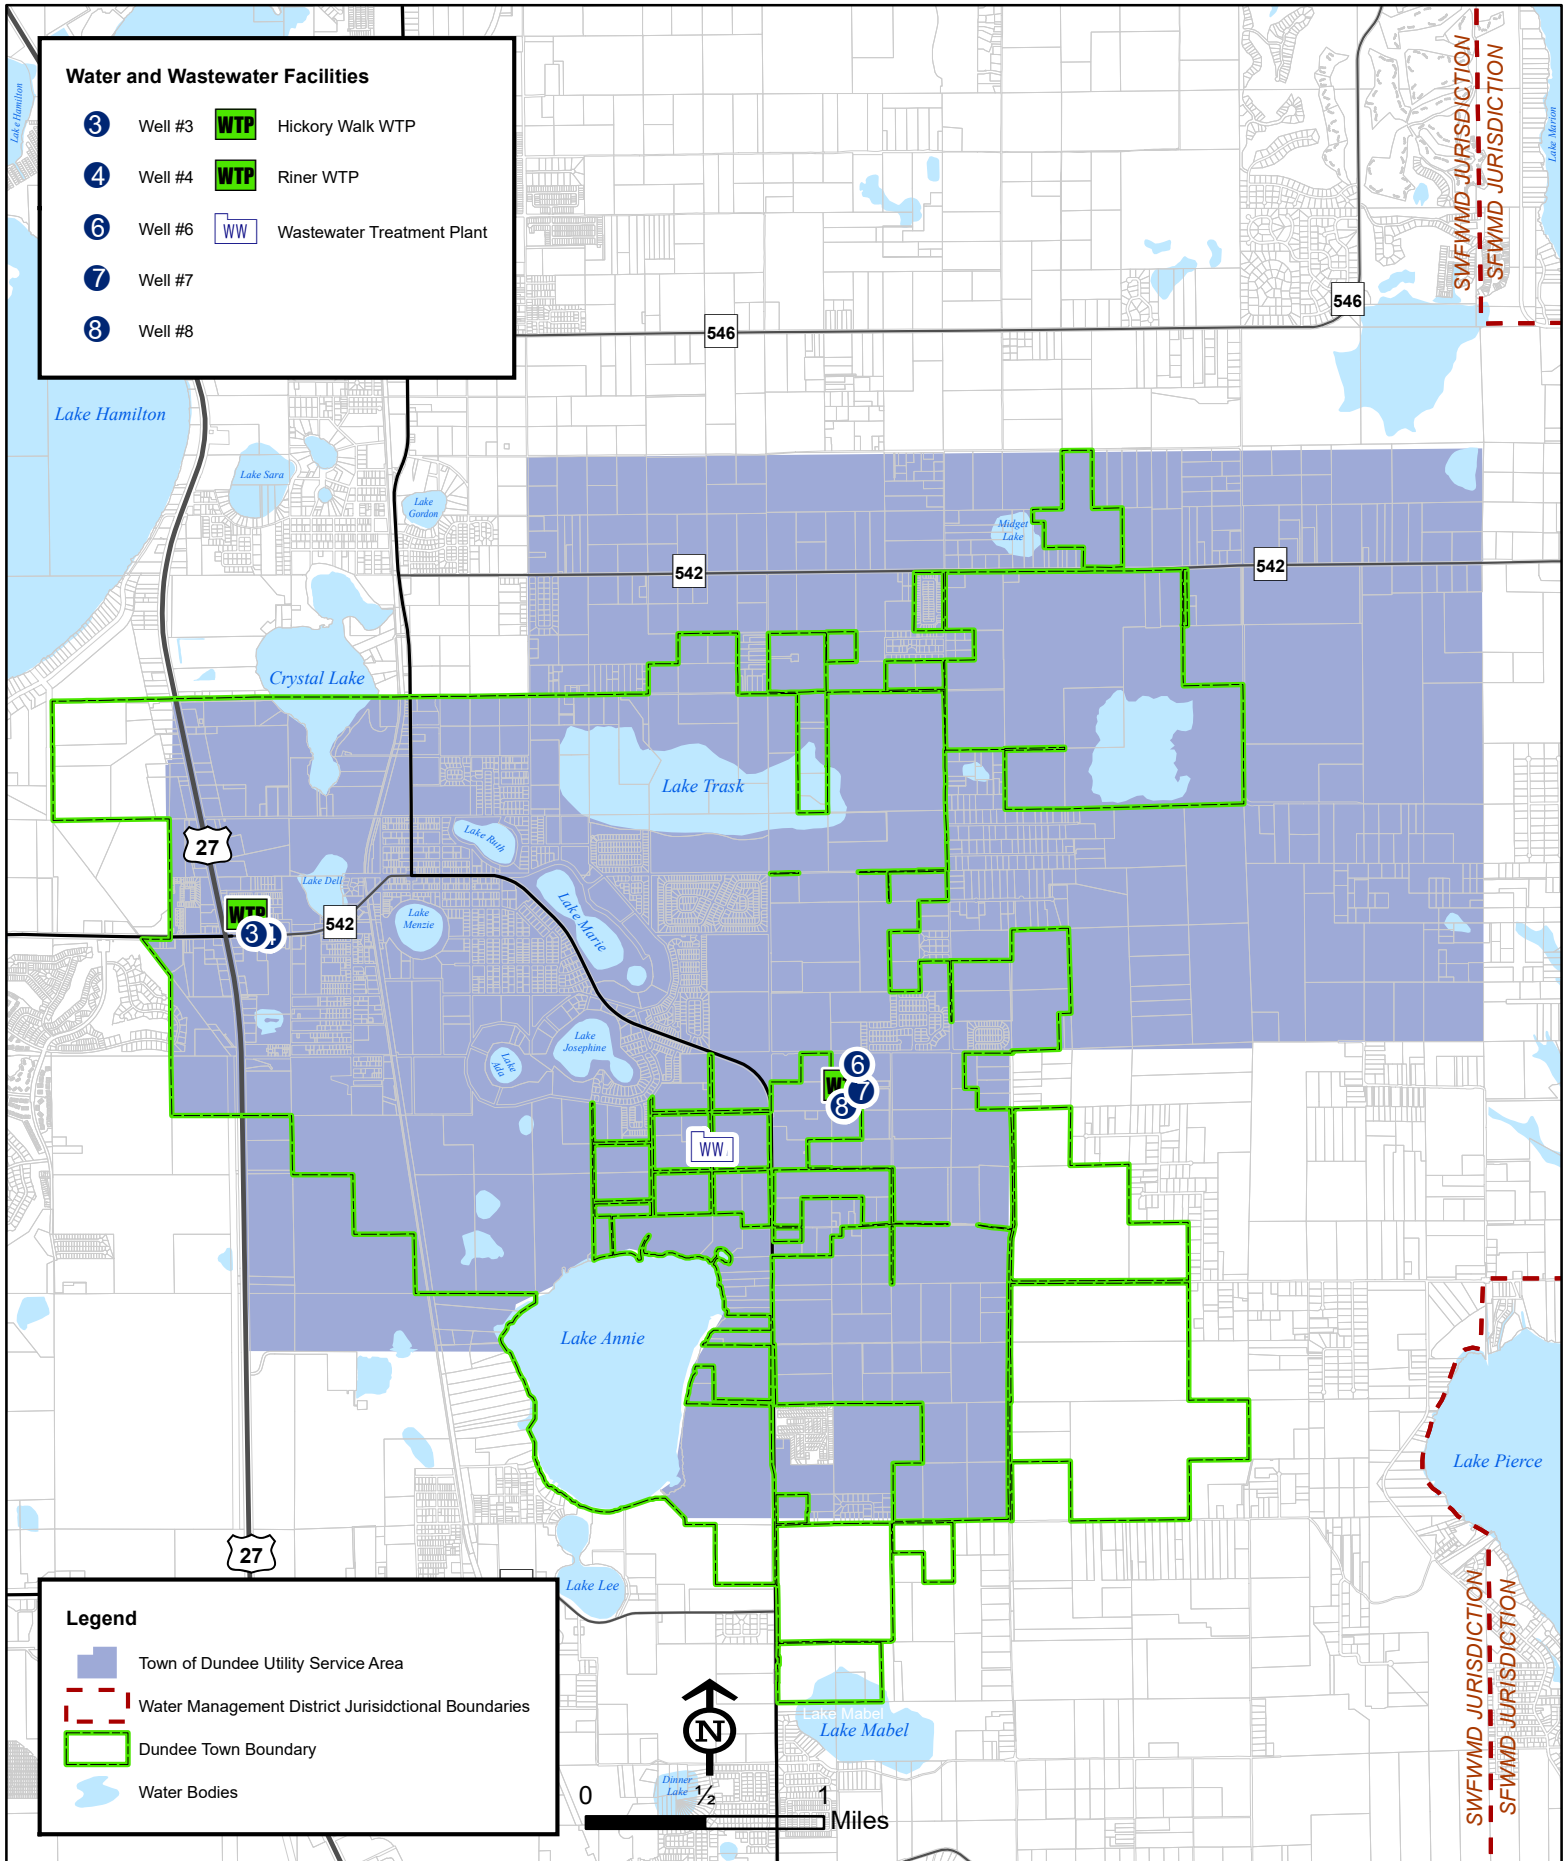 Water and Wastewater Facilities
3 Well #3 WTP Hickory Walk WTP
4 Well #4 WTP Riner WTP
6 Well #6 WW Wastewater Treatment Plant
7 Well #7
8 Well #8
Lake Hamilton
SWFWMD JURISDICTION
SFWMD JURISDICTION
Lake Marion
546
546
Lake Hamilton
Lake Sara
Lake
Gordon
Midget
Lake
542
542
Crystal Lake
Lake Trask
27
Lake Ruth
Lake Dell
Lake Marie
WTP
3
542
Lake
Menzie
Lake
Josephine
Lake
Ada
6
7
8
WW
Lake Annie
Lake Pierce
27
Lake Lee
Legend
Town of Dundee Utility Service Area
Water Management District Jurisidctional Boundaries
Dundee Town Boundary
Water Bodies
N
Lake Mabel
Lake Mabel
Dinner
Lake
0 ½ 1
Miles
SWFWMD JURISDICTION
SFWMD JURISDICTION